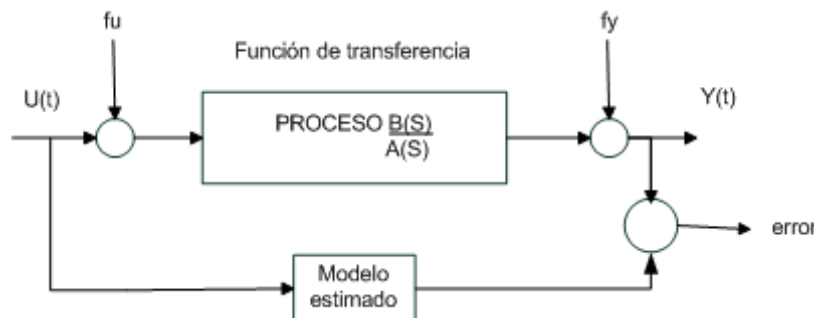 fu
Función de transferencia
fy
U(t)
Y(t)
PROCESO B(S)
A(S)
error
Modelo
estimado